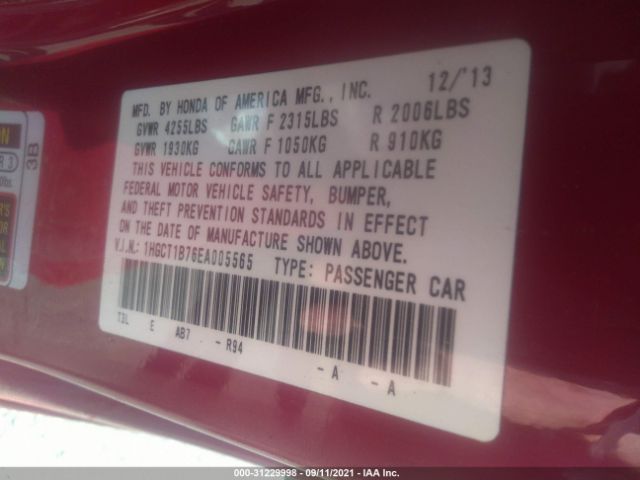 MFD. BY HONDA OF AMERICA MFG., INC. 12/'13
GVWR 4255LBS GAWR F 2315LBS R 2006LBS
GVWR 1930KG GAWR F 1050KG R 910KG
THIS VEHICLE CONFORMS TO ALL APPLICABLE
FEDERAL MOTOR VEHICLE SAFETY, BUMPER,
AND THEFT PREVENTION STANDARDS IN EFFECT
ON THE DATE OF MANUFACTURE SHOWN ABOVE.
V.I.N.: 1HGCT1B76EA005565 TYPE: PASSENGER CAR
T3L E AB7 - R94
- A - A
3B
000-31229998 - 09/11/2021 - IAA Inc.